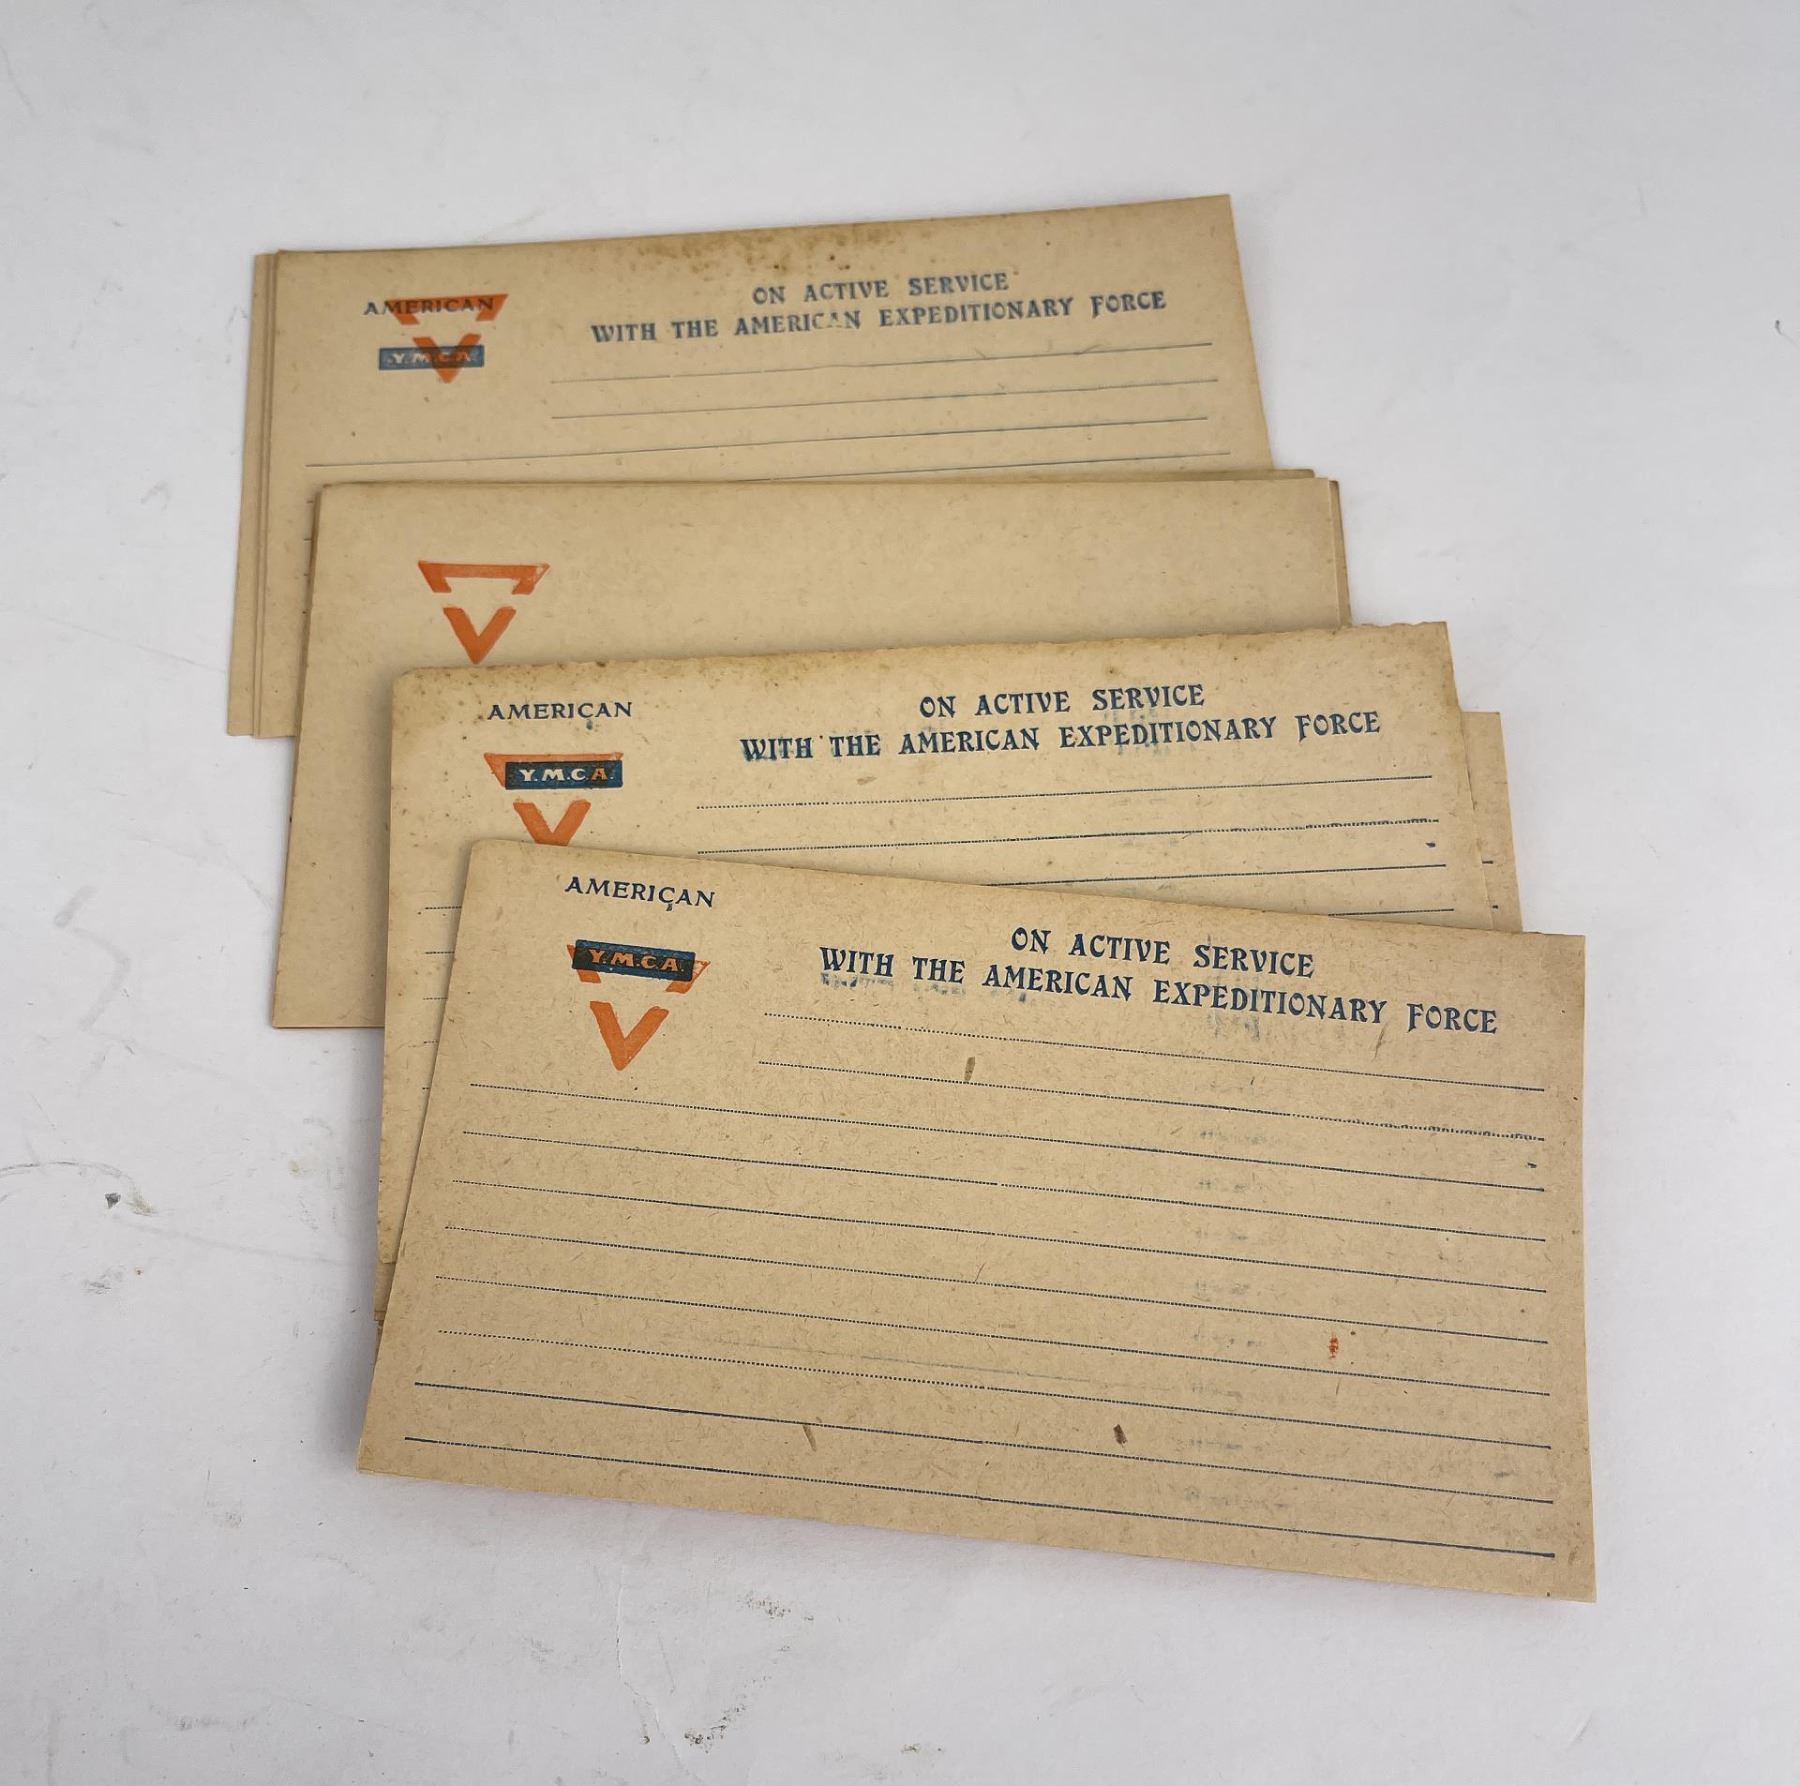 AMERICAN
Y.M.C.A.
ON ACTIVE SERVICE
WITH THE AMERICAN EXPEDITIONARY FORCE
AMERICAN
Y.M.C.A.
ON ACTIVE SERVICE
WITH THE AMERICAN EXPEDITIONARY FORCE
AMERICAN
Y.M.C.A.
ON ACTIVE SERVICE
WITH THE AMERICAN EXPEDITIONARY FORCE